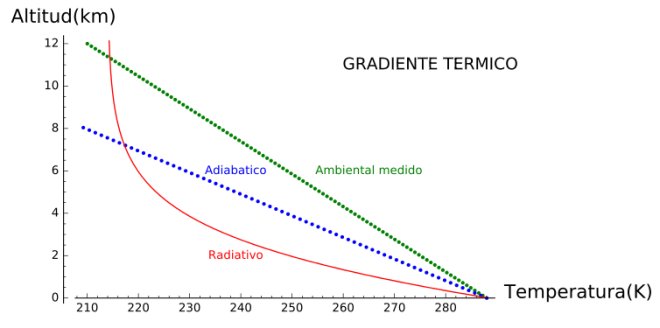 Altitud(km)
12
GRADIENTE TERMICO
10
8
Adiabatico
Ambiental medido
6
4
Radiativo
2
0
Temperatura(K)
210 220 230 240 250 260 270 280